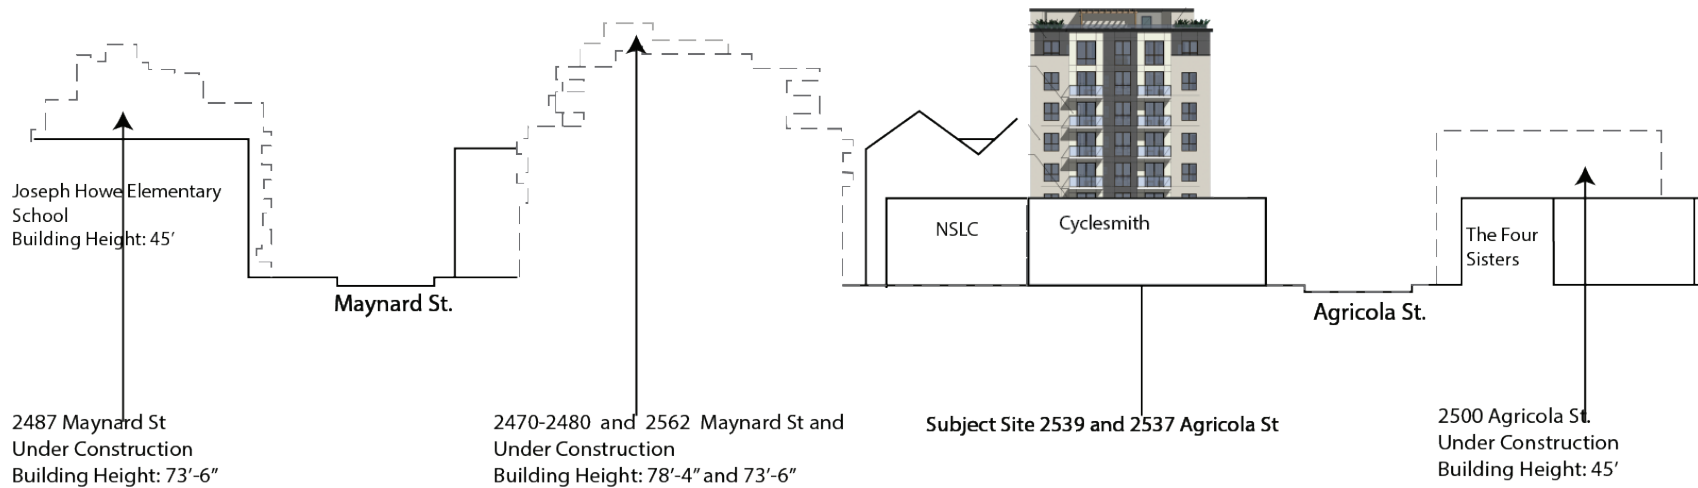 Joseph Howe Elementary
School
Building Height: 45’
Maynard St.
NSLC
Cyclesmith
Agricola St.
The Four
Sisters
2487 Maynard St
Under Construction
Building Height: 73’-6”
2470-2480 and 2562 Maynard St and
Under Construction
Building Height: 78’-4” and 73’-6”
Subject Site 2539 and 2537 Agricola St
2500 Agricola St.
Under Construction
Building Height: 45’